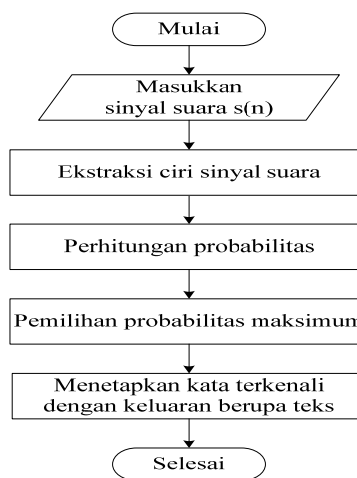 Mulai
Masukkan
sinyal suara s(n)
Ekstraksi ciri sinyal suara
Perhitungan probabilitas
Pemilihan probabilitas maksimum
Menetapkan kata terkenali
dengan keluaran berupa teks
Selesai